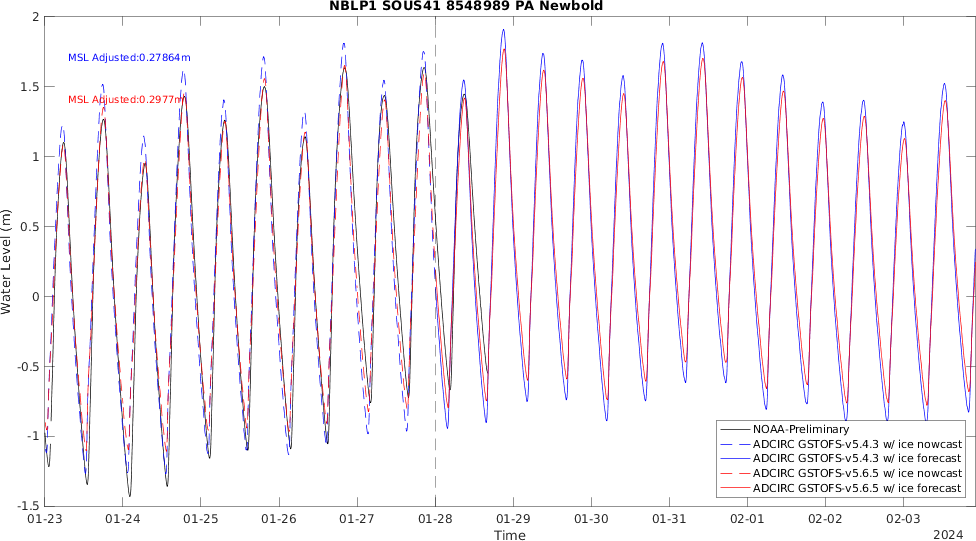 NBLP1 SOUS41 8548989 PA Newbold
MSL Adjusted:0.27864m
MSL Adjusted:0.2977m
Water Level (m)
2
1.5
1
0.5
0
-0.5
-1
-1.5
NOAA-Preliminary
ADCIRC GSTOFS-v5.4.3 w/ ice nowcast
ADCIRC GSTOFS-v5.4.3 w/ ice forecast
ADCIRC GSTOFS-v5.6.5 w/ ice nowcast
ADCIRC GSTOFS-v5.6.5 w/ ice forecast
01-23 01-24 01-25 01-26 01-27 01-28 01-29 01-30 01-31 02-01 02-02 02-03
Time
2024